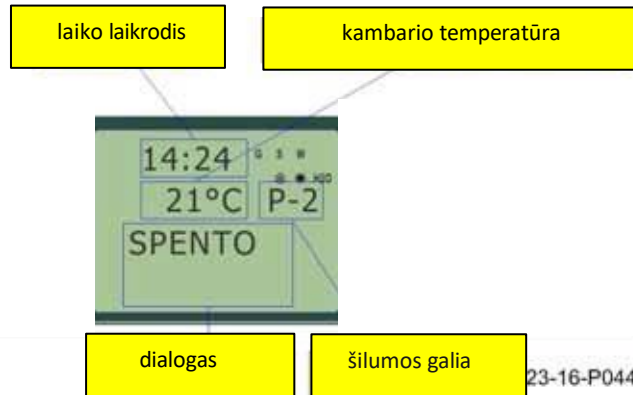 laiko laikrodis
kambario temperatūra
14:24 G S W
21°C P-2
SPENTO
dialogas
šilumos galia
23-16-P044